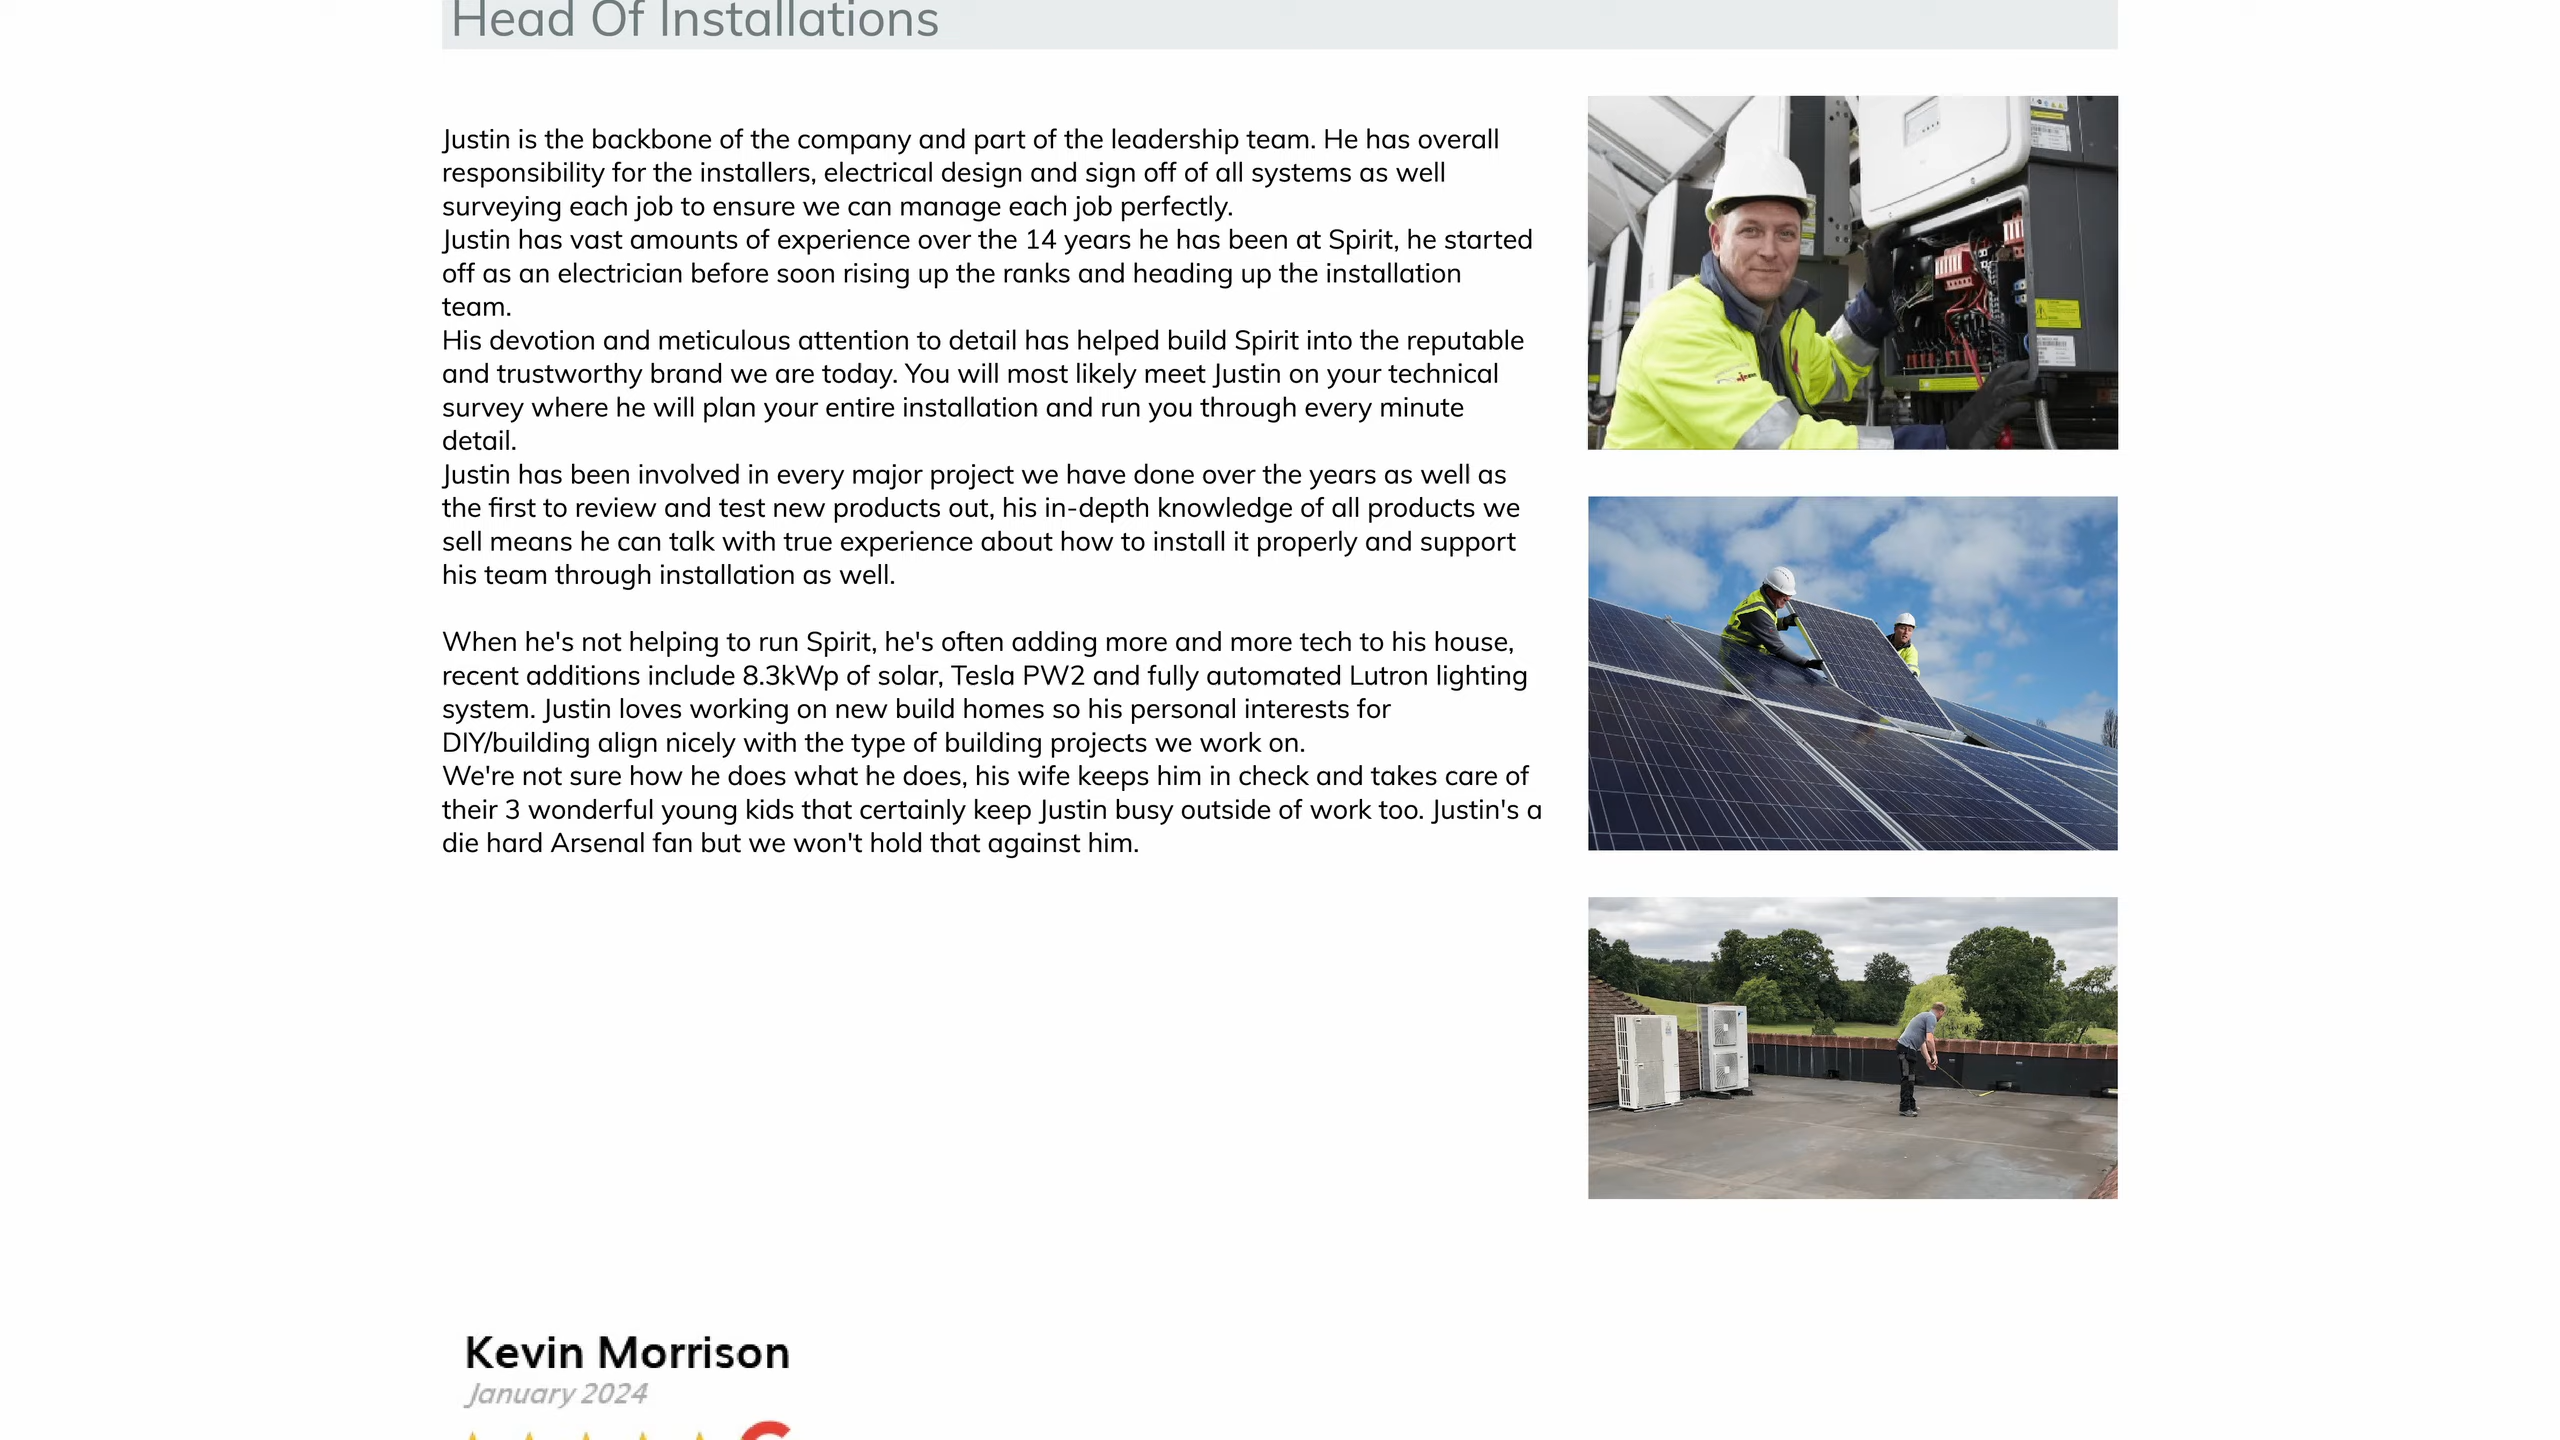 Head Of Installations
Justin is the backbone of the company and part of the leadership team. He has overall
responsibility for the installers, electrical design and sign off of all systems as well
surveying each job to ensure we can manage each job perfectly.
Justin has vast amounts of experience over the 14 years he has been at Spirit, he started
off as an electrician before soon rising up the ranks and heading up the installation
team.
His devotion and meticulous attention to detail has helped build Spirit into the reputable
and trustworthy brand we are today. You will most likely meet Justin on your technical
survey where he will plan your entire installation and run you through every minute
detail.
Justin has been involved in every major project we have done over the years as well as
the first to review and test new products out, his in-depth knowledge of all products we
sell means he can talk with true experience about how to install it properly and support
his team through installation as well.
When he's not helping to run Spirit, he's often adding more and more tech to his house,
recent additions include 8.3kWp of solar, Tesla PW2 and fully automated Lutron lighting
system. Justin loves working on new build homes so his personal interests for
DIY/building align nicely with the type of building projects we work on.
We're not sure how he does what he does, his wife keeps him in check and takes care of
their 3 wonderful young kids that certainly keep Justin busy outside of work too. Justin's a
die hard Arsenal fan but we won't hold that against him.
Kevin Morrison
January 2024